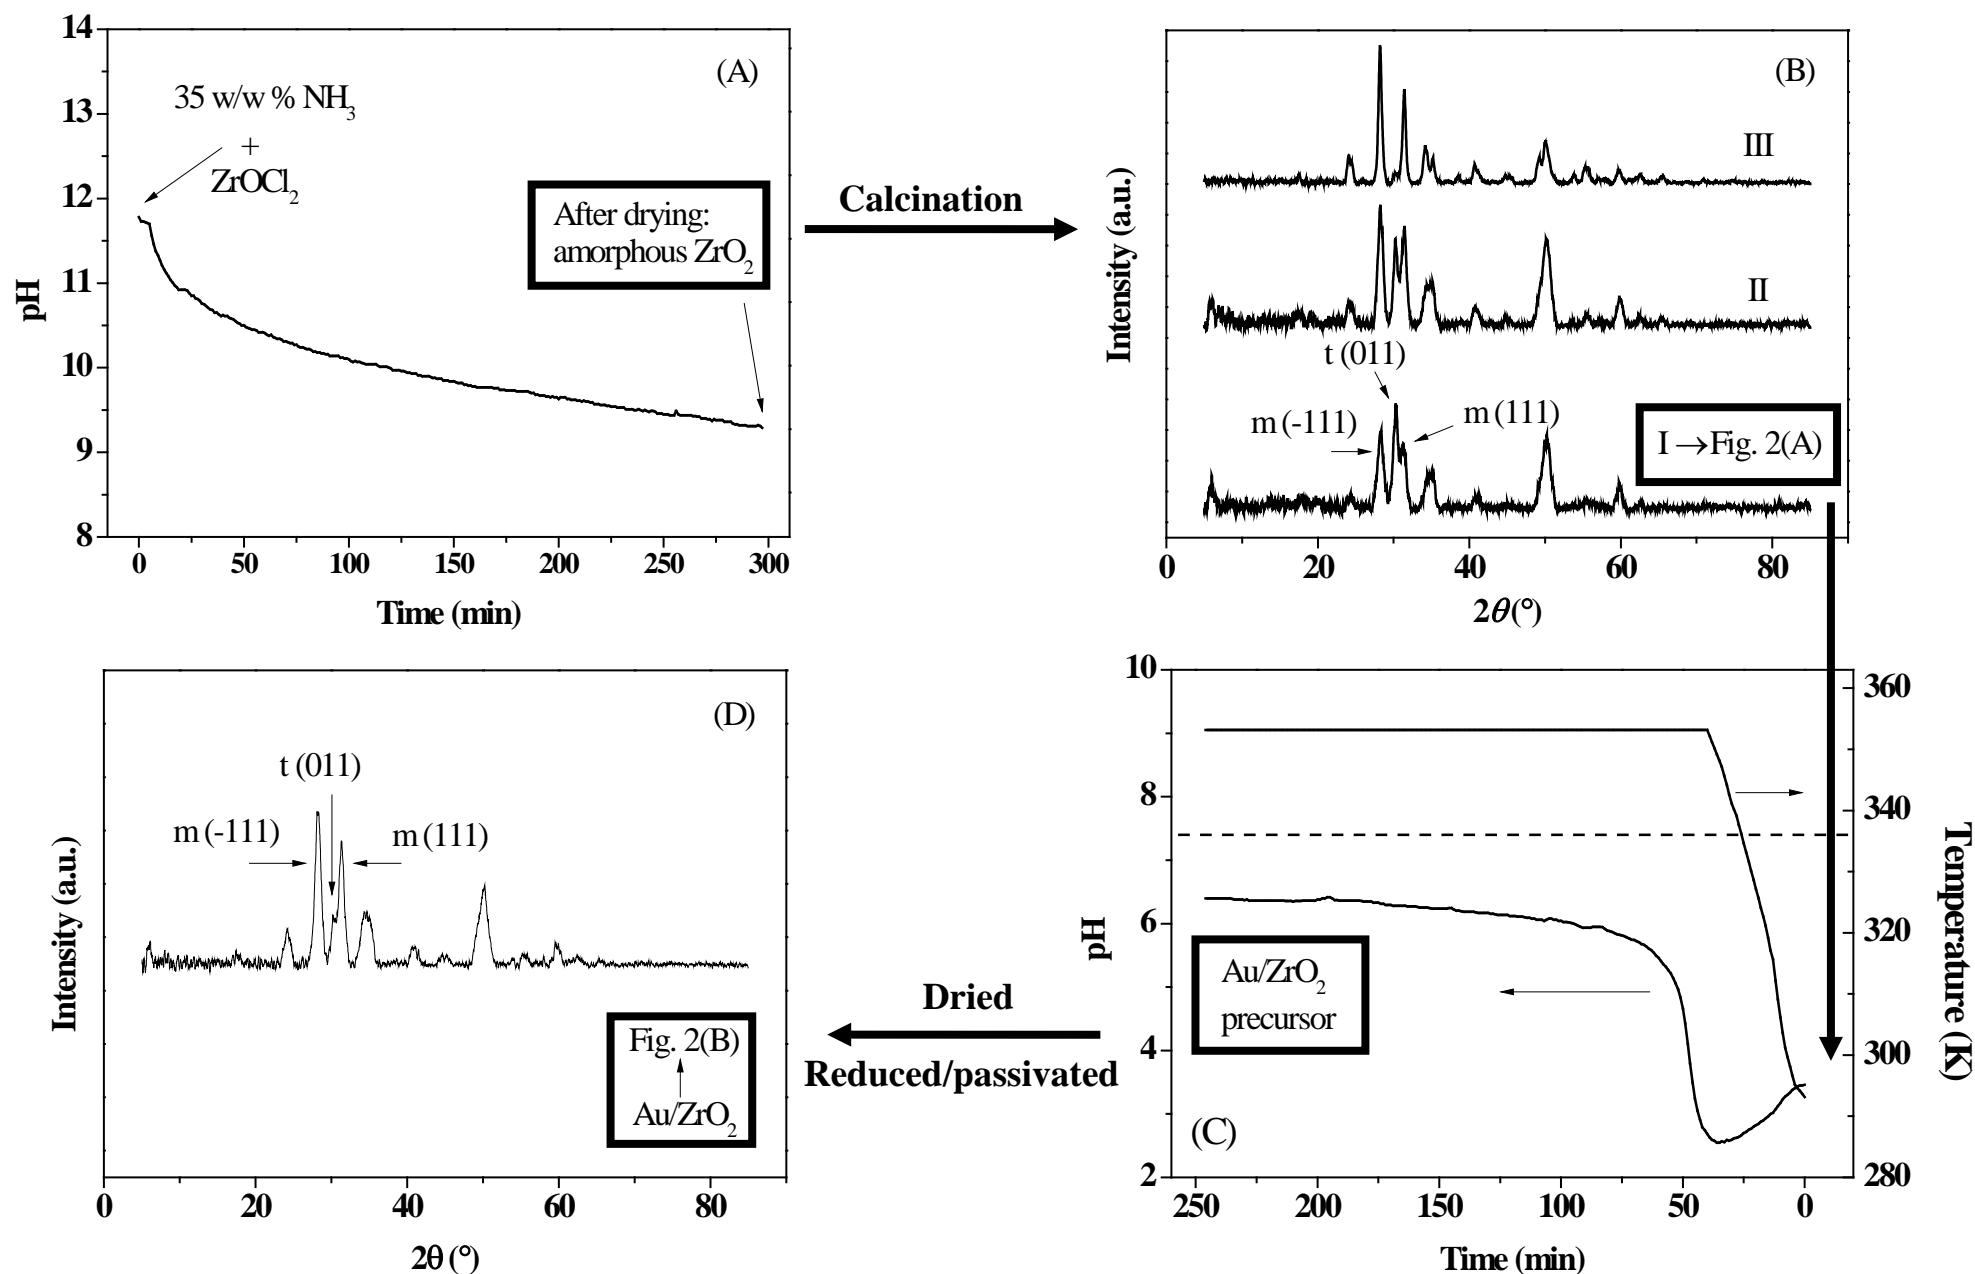 (A)
14
13
12
11
10
9
8
pH
35 w/w % NH₃
+
ZrOCl₂
After drying:
amorphous ZrO₂
0 50 100 150 200 250 300
Time (min)
Calcination
(B)
Intensity (a.u.)
III
II
t (011)
m (-111)
m (111)
I →Fig. 2(A)
0 20 40 60 80
2θ (°)
(D)
Intensity (a.u.)
t (011)
m (-111)
m (111)
Fig. 2(B)
Au/ZrO₂
0 20 40 60 80
2θ (°)
Dried
Reduced/passivated
10
8
6
4
2
pH
Au/ZrO₂
precursor
(C)
360
340
320
300
280
Temperature (K)
250 200 150 100 50 0
Time (min)